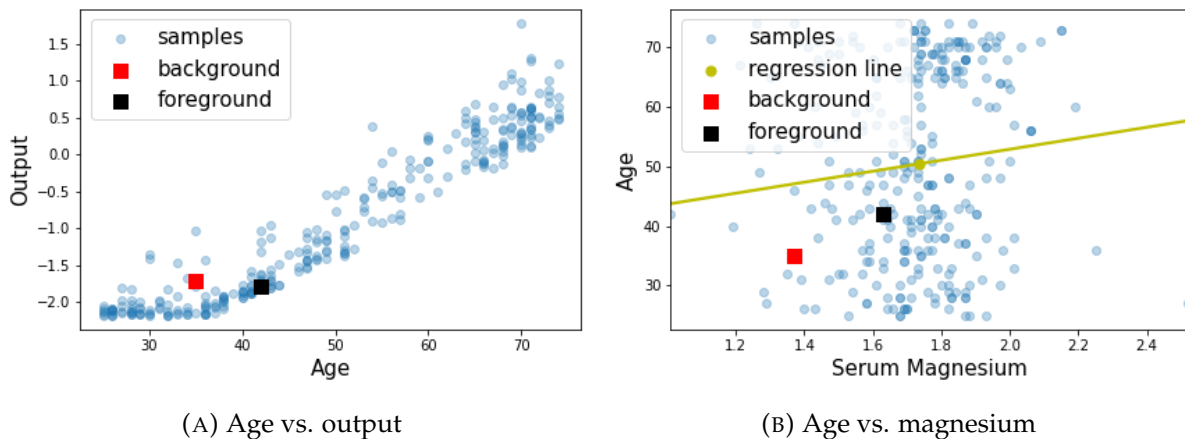 samples
background
foreground
1.5
1.0
0.5
0.0
−0.5
−1.0
−1.5
−2.0
Output
30 40 50 60 70
Age
(A) Age vs. output
samples
regression line
background
foreground
70
60
50
40
30
Age
1.2 1.4 1.6 1.8 2.0 2.2 2.4
Serum Magnesium
(B) Age vs. magnesium